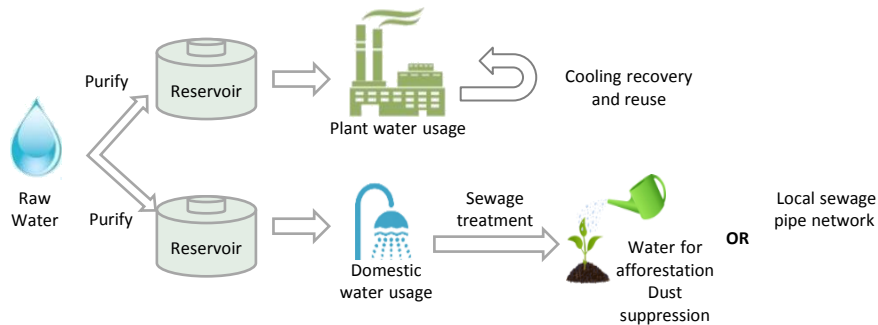 Purify
Reservoir
Plant water usage
Cooling recovery
and reuse
Raw
Water
Purify
Reservoir
Domestic
water usage
Sewage
treatment
Water for
afforestation
Dust
suppression
OR
Local sewage
pipe network